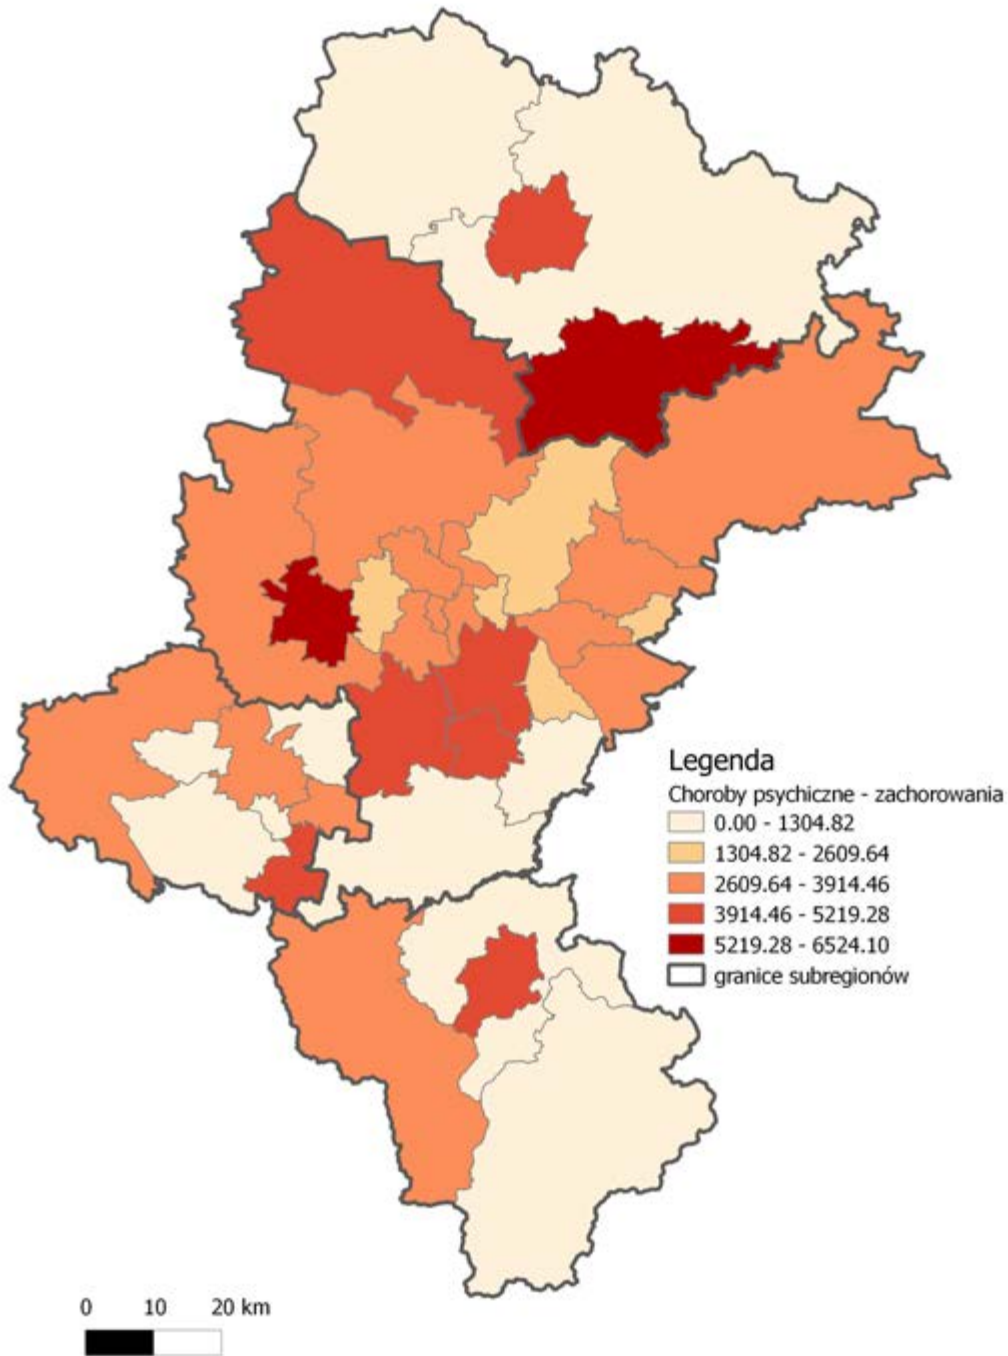 Legenda
Choroby psychiczne - zachorowania
0.00 - 1304.82
1304.82 - 2609.64
2609.64 - 3914.46
3914.46 - 5219.28
5219.28 - 6524.10
granice subregionów
0 10 20 km